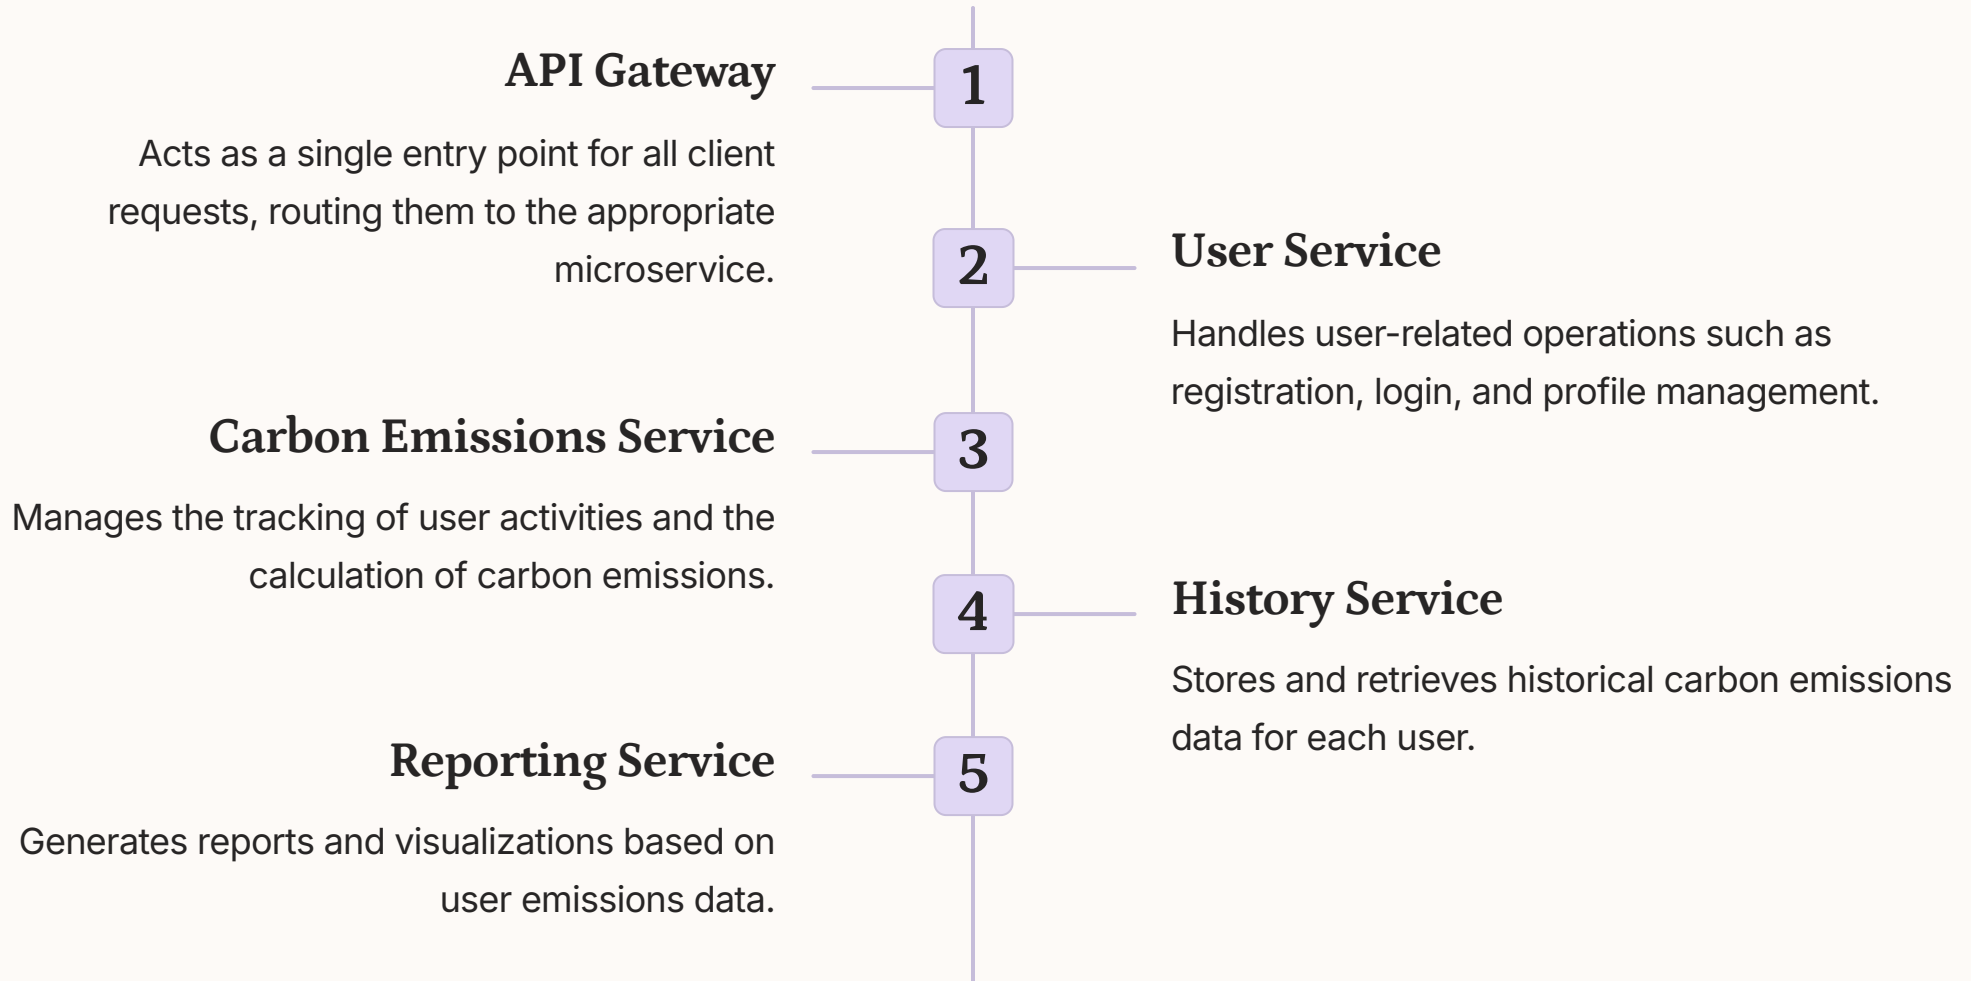 API Gateway
1
Acts as a single entry point for all client
requests, routing them to the appropriate
microservice.
2
User Service
Handles user-related operations such as
registration, login, and profile management.
Carbon Emissions Service
3
Manages the tracking of user activities and the
calculation of carbon emissions.
4
History Service
Stores and retrieves historical carbon emissions
data for each user.
Reporting Service
5
Generates reports and visualizations based on
user emissions data.